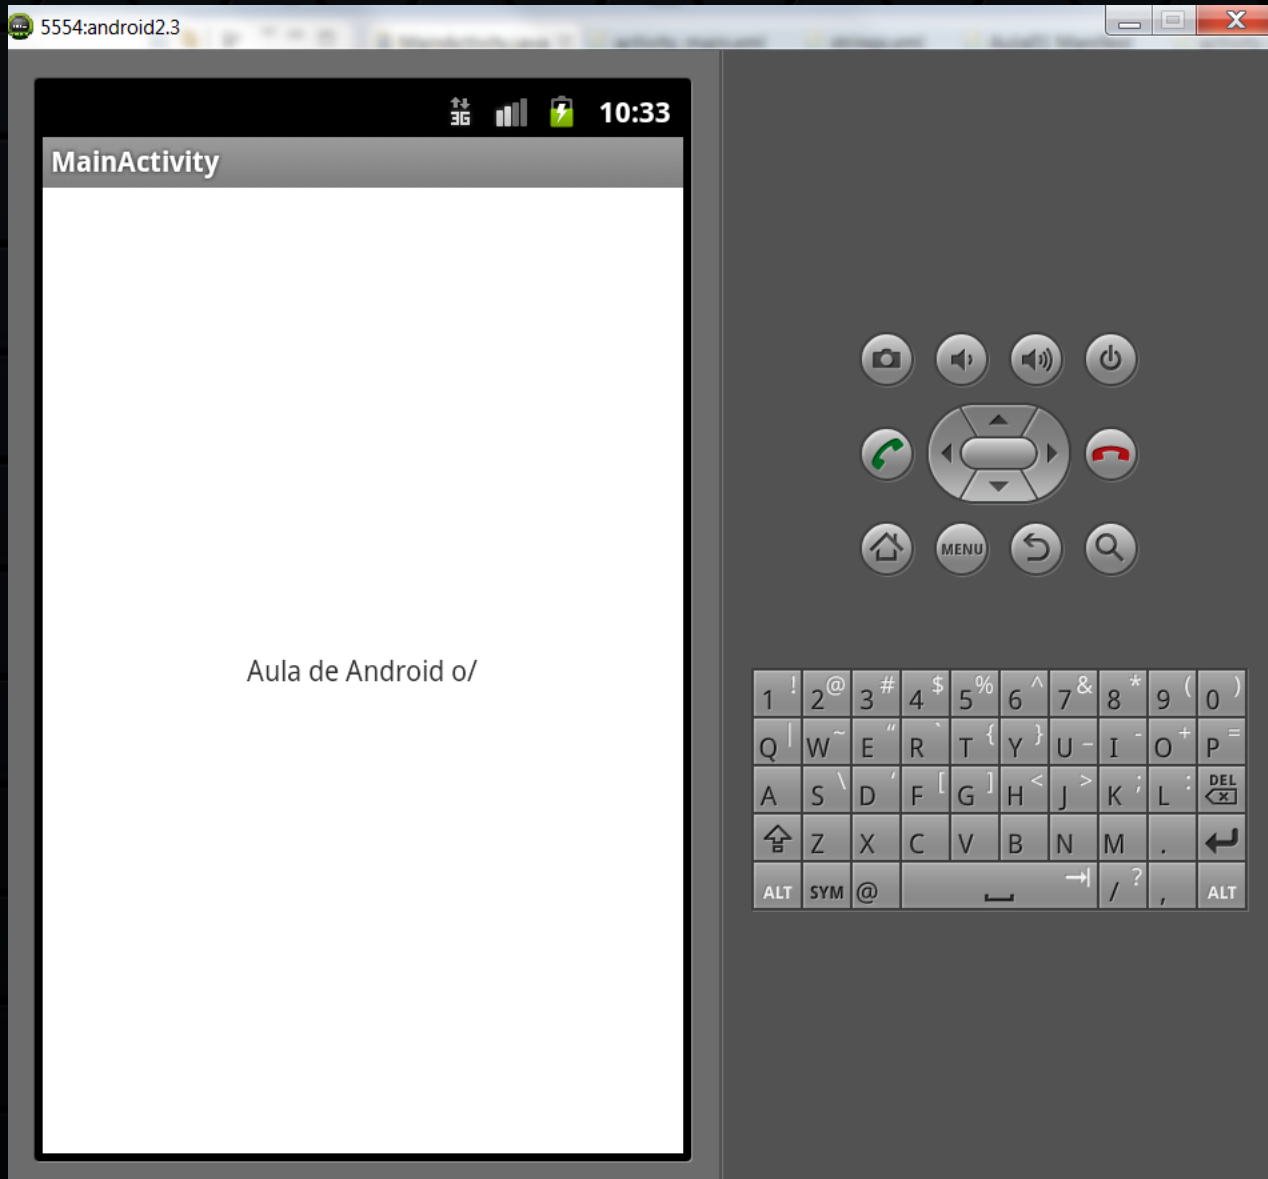 5554:android2.3
3G 10:33
MainActivity
Aula de Android o/
MENU
1 ! 2 @ 3 # 4 $ 5 % 6 ^ 7 & 8 * 9 ( 0 )
Q | W ~ E “ R ` T { Y } U _ I - O + P =
A S \ D ‘ F [ G ] H < J > K ; L : DEL
Z X C V B N M .
ALT SYM @ / ? , ALT